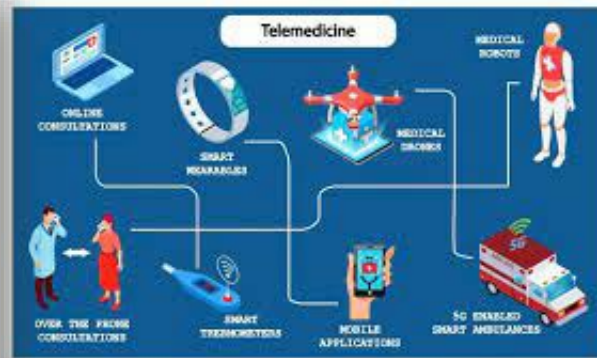 Telemedicine
ONLINE
CONSULTATIONS
SMART
WEARABLES
MEDICAL
DRONES
MEDICAL
ROBOTS
OVER THE PHONE
CONSULTATIONS
SMART
THERMOMETERS
MOBILE
APPLICATIONS
5G
5G ENABLED
SMART AMBULANCES